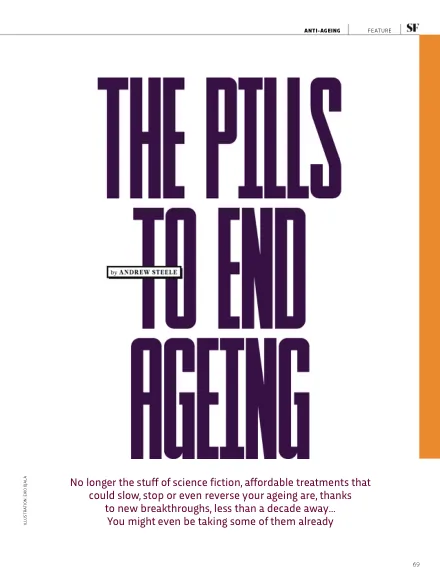 ANTI-AGEING FEATURE SF
THE PILLS
TO END
by ANDREW STEELE
AGEING
No longer the stuff of science fiction, affordable treatments that
could slow, stop or even reverse your ageing are, thanks
to new breakthroughs, less than a decade away...
You might even be taking some of them already
69